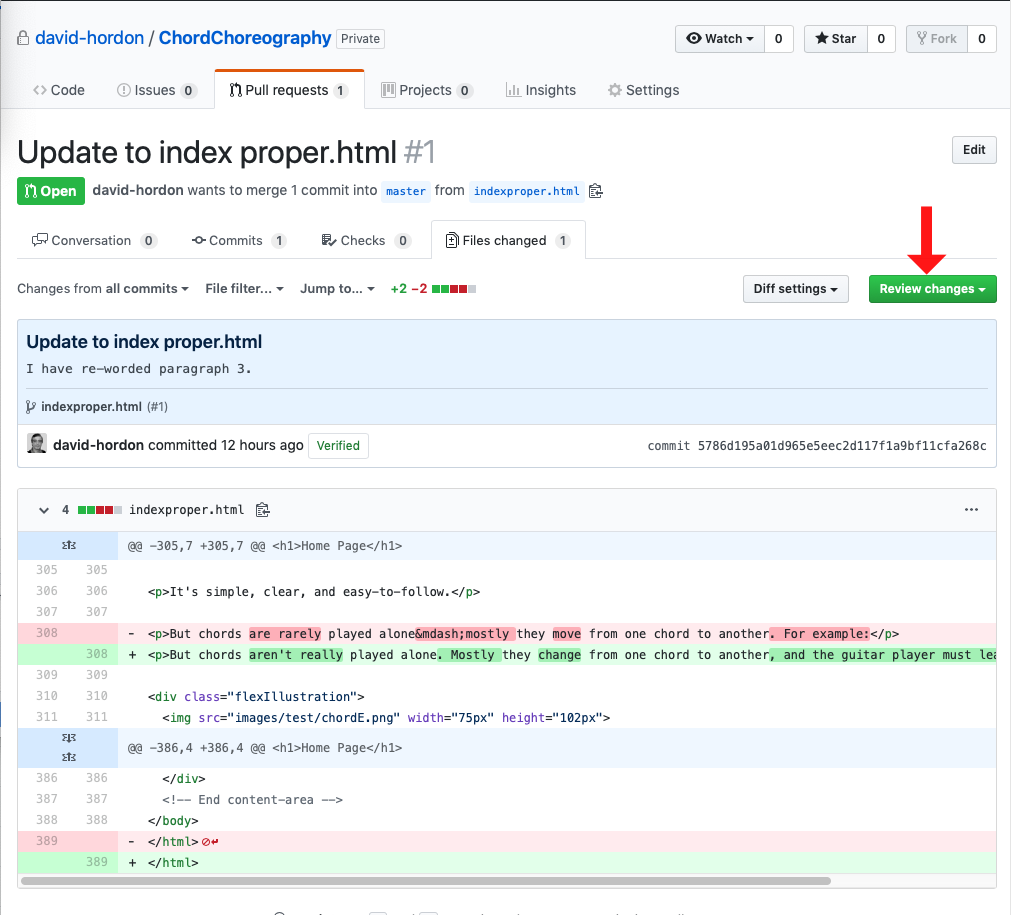 david-hordon / ChordChoreography Private Watch 0 Star 0 Fork 0
Code Issues 0 Pull requests 1 Projects 0 Insights Settings
Update to index proper.html #1 Edit
Open david-hordon wants to merge 1 commit into master from indexproper.html
Conversation 0 Commits 1 Checks 0 Files changed 1
Changes from all commits File filter... Jump to... +2 −2 Diff settings Review changes
Update to index proper.html
I have re-worded paragraph 3.
indexproper.html (#1)
david-hordon committed 12 hours ago Verified commit 5786d195a01d965e5eec2d117f1a9bf11cfa268c
4 indexproper.html ...
@@ -305,7 +305,7 @@ <h1>Home Page</h1>
305 305
306 306 <p>It's simple, clear, and easy-to-follow.</p>
307 307
308 - <p>But chords are rarely played alone&mdash;mostly they move from one chord to another. For example:</p>
308 + <p>But chords aren't really played alone. Mostly they change from one chord to another, and the guitar player must lea
309 309
310 310 <div class="flexIllustration">
311 311 <img src="images/test/chordE.png" width="75px" height="102px">
@@ -386,4 +386,4 @@ <h1>Home Page</h1>
386 386 </div>
387 387 <!-- End content-area -->
388 388 </body>
389 - </html>
389 + </html>